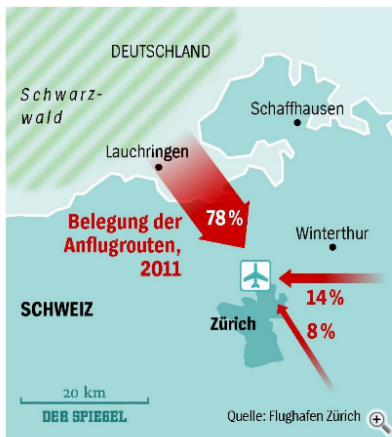 DEUTSCHLAND
Schwarz-
wald
Schaffhausen
Lauchringen
Belegung der
Anflugrouten,
2011
78 %
Winterthur
SCHWEIZ
Zürich
14 %
8 %
20 km
DER SPIEGEL
Quelle: Flughafen Zürich